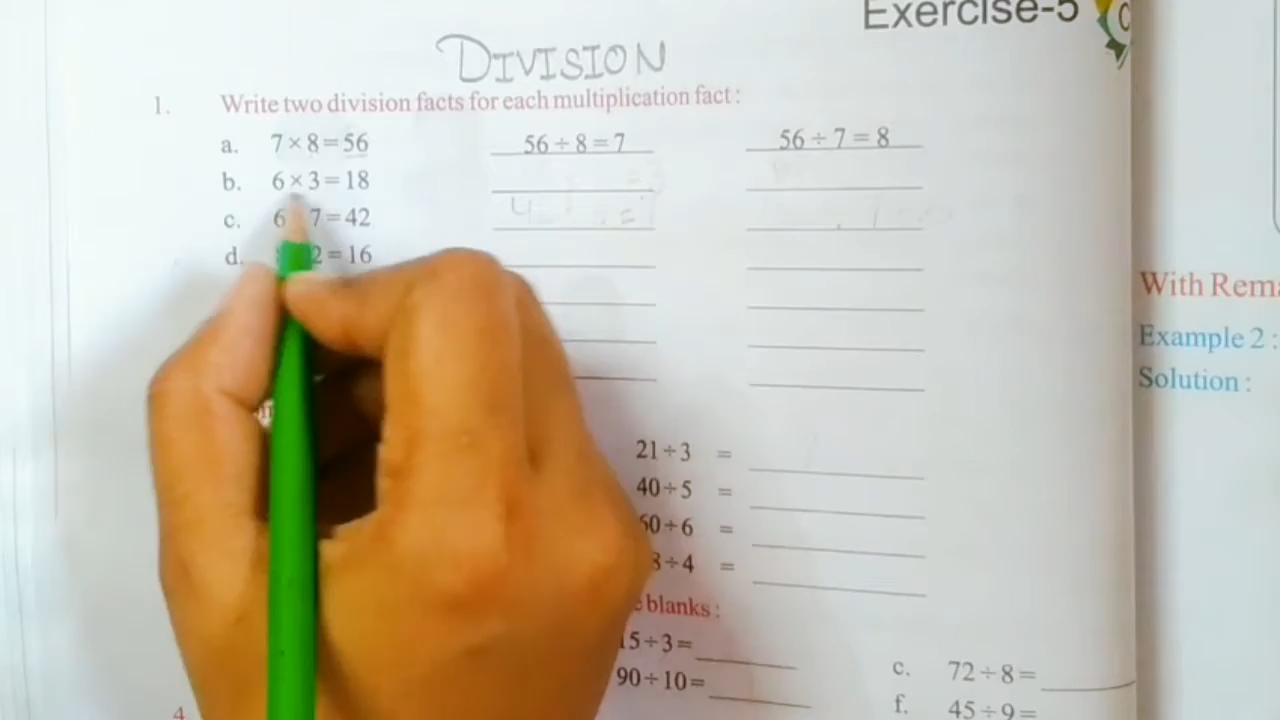 Exercise-5
DIVISION
1. Write two division facts for each multiplication fact :
a. 7 × 8 = 56 56 ÷ 8 = 7 56 ÷ 7 = 8
b. 6 × 3 = 18
c. 6 7 = 42
d. 2 = 16
With
Example 2 :
Solution :
21 ÷ 3 =
40 ÷ 5 =
60 ÷ 6 =
÷ 4 =
blanks :
15 ÷ 3 =
c. 72 ÷ 8 =
90 ÷ 10 =
f. 45 ÷ 9 =
4